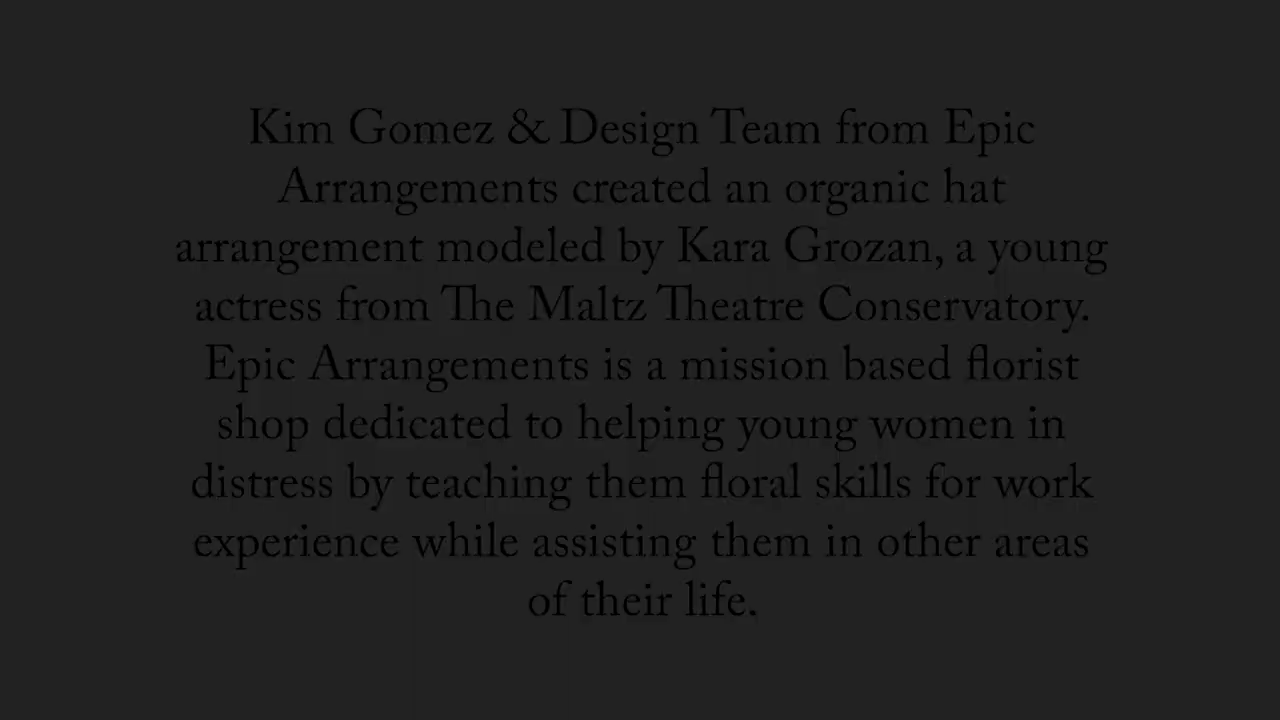 Kim Gomez & Design Team from Epic
Arrangements created an organic hat
arrangement modeled by Kara Grozan, a young
actress from The Maltz Theatre Conservatory.
Epic Arrangements is a mission based florist
shop dedicated to helping young women in
distress by teaching them floral skills for work
experience while assisting them in other areas
of their life.